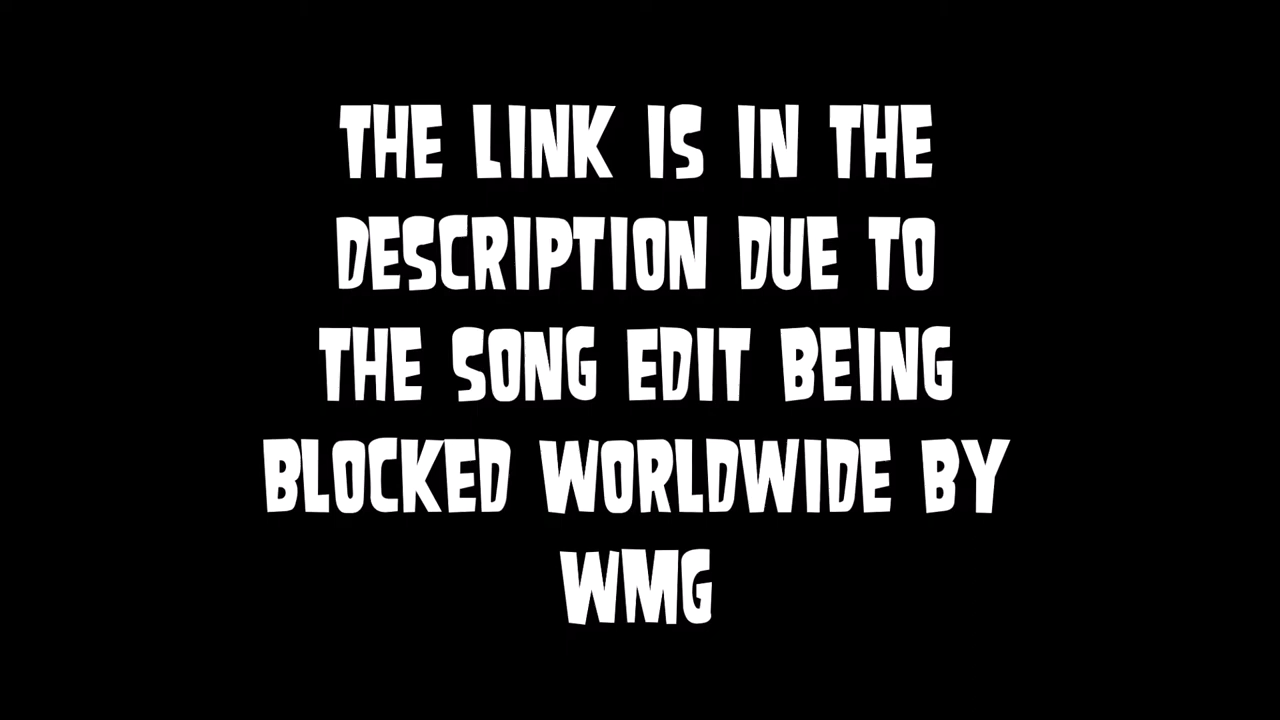 THE LINK IS IN THE
DESCRIPTION DUE TO
THE SONG EDIT BEING
BLOCKED WORLDWIDE BY
WMG